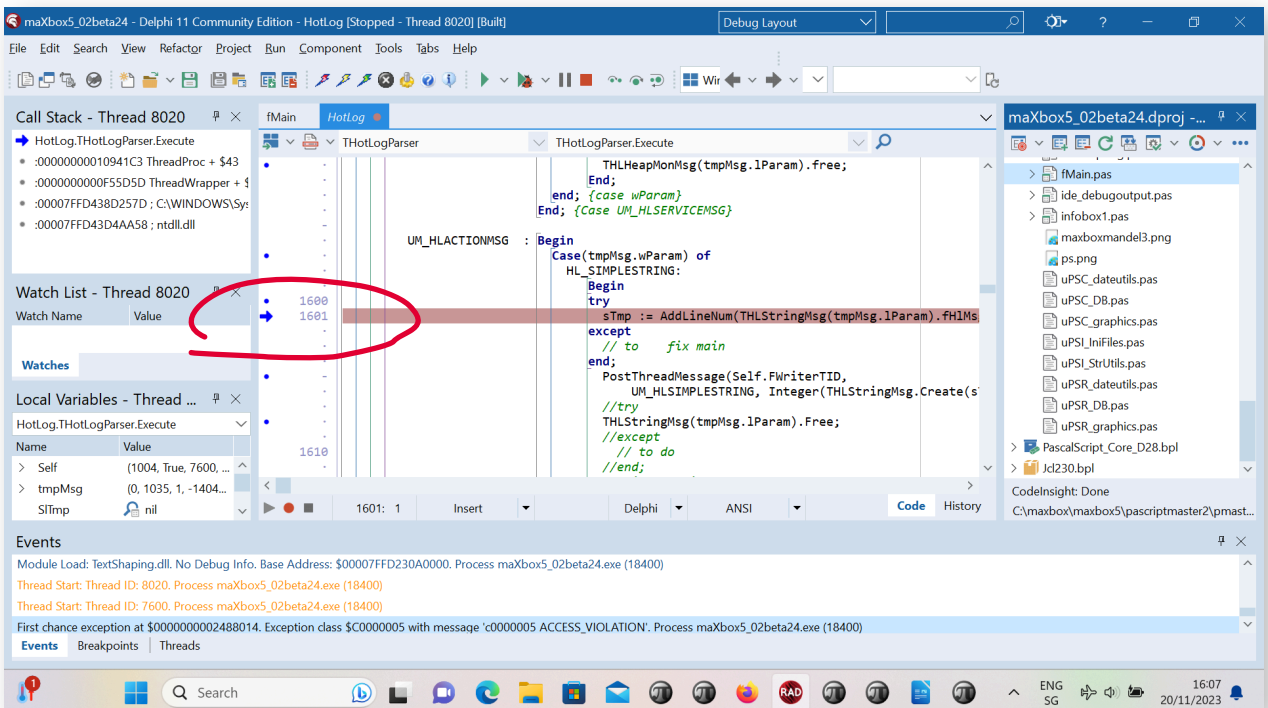 maXbox5_02beta24 - Delphi 11 Community Edition - HotLog [Stopped - Thread 8020] [Built]
Debug Layout
?
File Edit Search View Refactor Project Run Component Tools Tabs Help
Win
Call Stack - Thread 8020
HotLog.THotLogParser.Execute
:00000000010941C3 ThreadProc + $43
:0000000000F55D5D ThreadWrapper + $
:00007FFD438D257D ; C:\WINDOWS\Sys
:00007FFD43D4AA58 ; ntdll.dll
Watch List - Thread 8020
Watch Name Value
Watches
Local Variables - Thread ...
HotLog.THotLogParser.Execute
Name Value
Self (1004, True, 7600, ...
tmpMsg (0, 1035, 1, -1404...
SlTmp nil
fMain HotLog
THotLogParser THotLogParser.Execute
THLHeapMonMsg(tmpMsg.lParam).free;
End;
end; {case wParam}
End; {Case UM_HLSERVICEMSG}
UM_HLACTIONMSG : Begin
Case(tmpMsg.wParam) of
HL_SIMPLESTRING:
Begin
1600 try
1601 sTmp := AddLineNum(THLStringMsg(tmpMsg.lParam).fHlMs
except
// to fix main
end;
PostThreadMessage(Self.FWriterTID,
UM_HLSIMPLESTRING, Integer(THLStringMsg.Create(s
//try
THLStringMsg(tmpMsg.lParam).Free;
//except
1610 // to do
//end;
1601: 1 Insert Delphi ANSI Code History
maXbox5_02beta24.dproj -...
fMain.pas
ide_debugoutput.pas
infobox1.pas
maxboxmandel3.png
ps.png
uPSC_dateutils.pas
uPSC_DB.pas
uPSC_graphics.pas
uPSI_IniFiles.pas
uPSI_StrUtils.pas
uPSR_dateutils.pas
uPSR_DB.pas
uPSR_graphics.pas
PascalScript_Core_D28.bpl
Jcl230.bpl
CodeInsight: Done
C:\maxbox\maxbox5\pascriptmaster2\pmast...
Events
Module Load: TextShaping.dll. No Debug Info. Base Address: $00007FFD230A0000. Process maXbox5_02beta24.exe (18400)
Thread Start: Thread ID: 8020. Process maXbox5_02beta24.exe (18400)
Thread Start: Thread ID: 7600. Process maXbox5_02beta24.exe (18400)
First chance exception at $0000000002488014. Exception class $C0000005 with message 'c0000005 ACCESS_VIOLATION'. Process maXbox5_02beta24.exe (18400)
Events Breakpoints Threads
1
Search
RAD
ENG
SG
16:07
20/11/2023